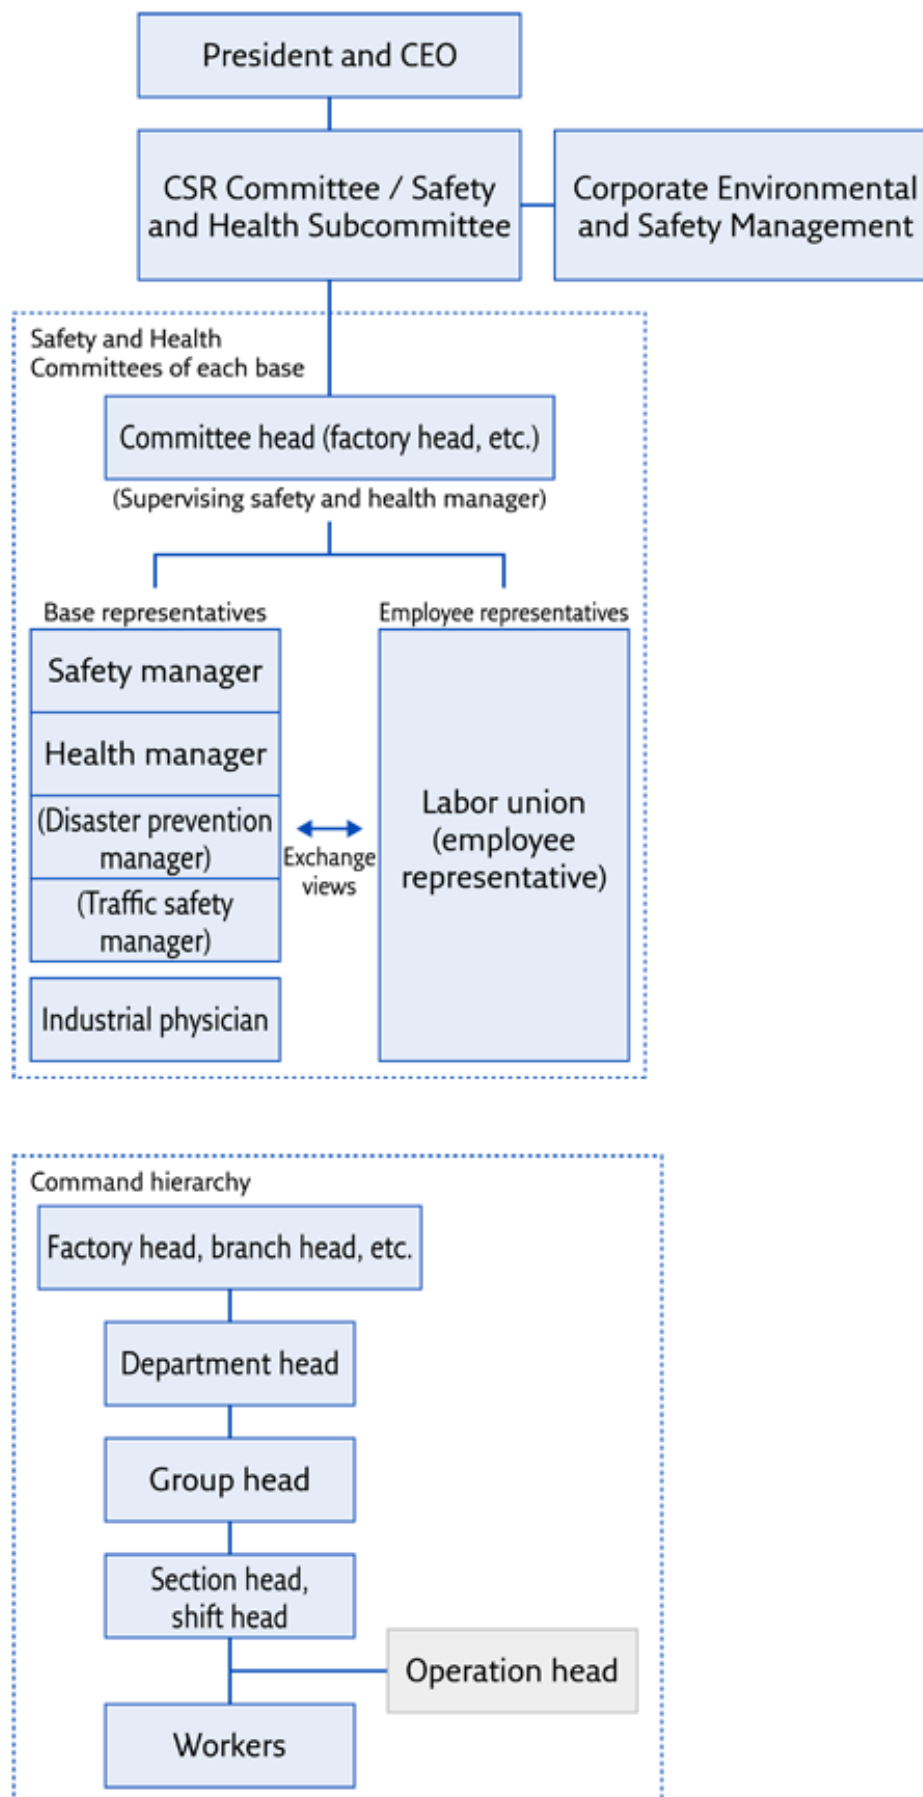 President and CEO
CSR Committee / Safety
and Health Subcommittee
Corporate Environmental
and Safety Management
Safety and Health
Committees of each base
Committee head (factory head, etc.)
(Supervising safety and health manager)
Base representatives
Safety manager
Health manager
(Disaster prevention
manager)
(Traffic safety
manager)
Industrial physician
Exchange
views
Employee representatives
Labor union
(employee
representative)
Command hierarchy
Factory head, branch head, etc.
Department head
Group head
Section head,
shift head
Operation head
Workers